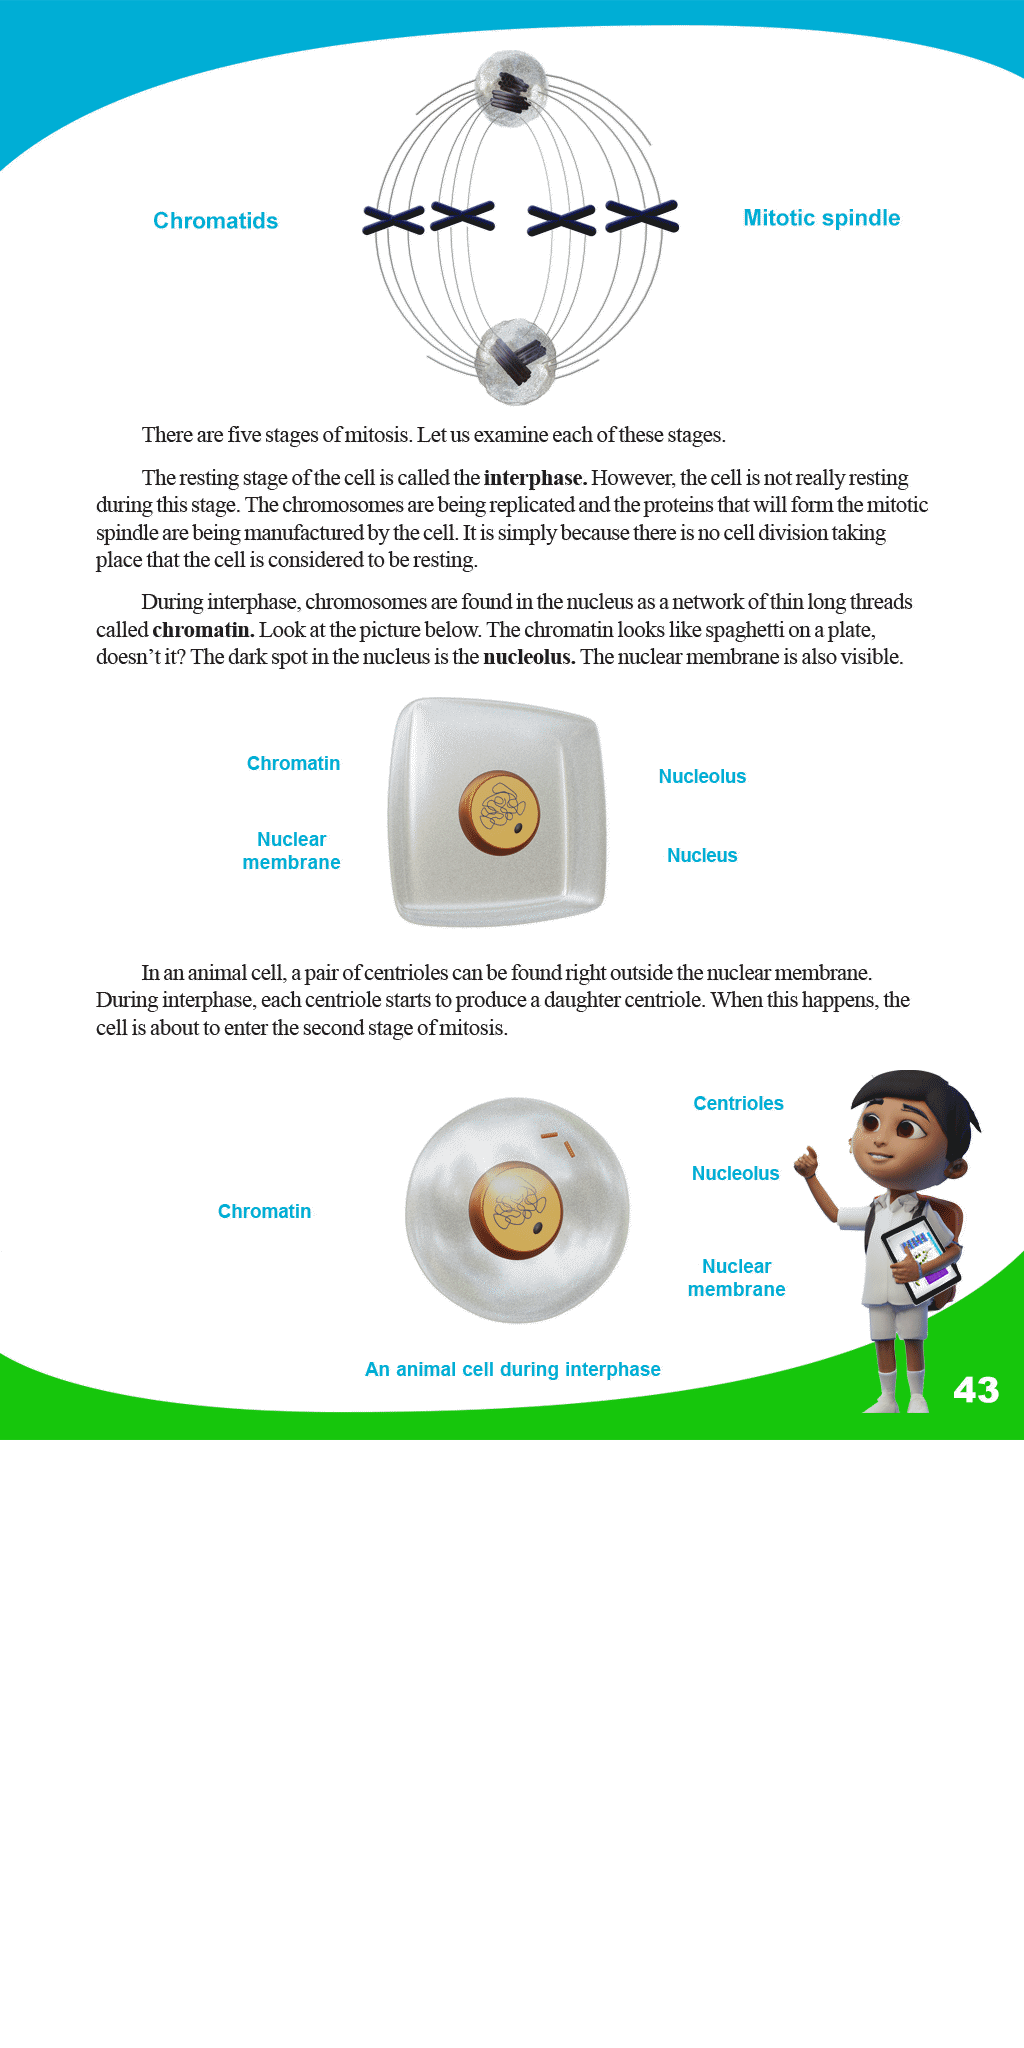 Chromatids
Mitotic spindle
There are five stages of mitosis. Let us examine each of these stages.
The resting stage of the cell is called the interphase. However, the cell is not really resting
during this stage. The chromosomes are being replicated and the proteins that will form the mitotic
spindle are being manufactured by the cell. It is simply because there is no cell division taking
place that the cell is considered to be resting.
During interphase, chromosomes are found in the nucleus as a network of thin long threads
called chromatin. Look at the picture below. The chromatin looks like spaghetti on a plate,
doesn’t it? The dark spot in the nucleus is the nucleolus. The nuclear membrane is also visible.
Chromatin
Nucleolus
Nuclear
membrane
Nucleus
In an animal cell, a pair of centrioles can be found right outside the nuclear membrane.
During interphase, each centriole starts to produce a daughter centriole. When this happens, the
cell is about to enter the second stage of mitosis.
Centrioles
Nucleolus
Chromatin
Nuclear
membrane
An animal cell during interphase
43